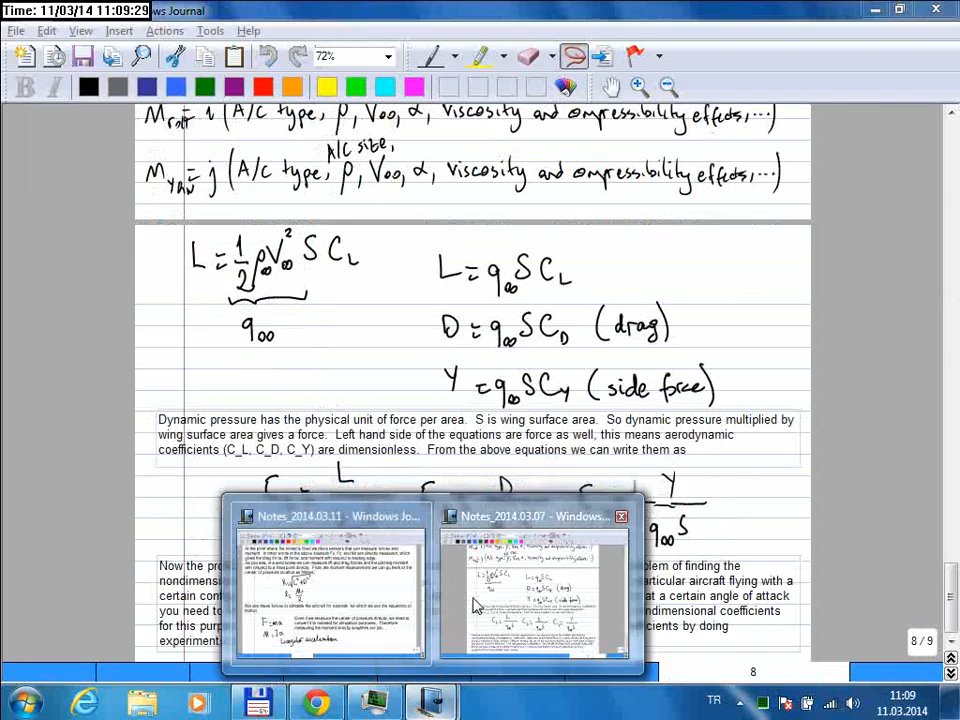 Time: 11/03/14 11:09:29
Windows Journal
File Edit View Insert Actions Tools Help
72%
B I
(A/C type, ρ, V∞, α, viscosity and compressibility effects, ...)
A/C size,
M_YAW = j (A/C type, ρ, V∞, α, viscosity and compressibility effects, ...)
L = 1/2 ρ∞ V∞² S C_L
q∞
L = q∞ S C_L
D = q∞ S C_D (drag)
Y = q∞ S C_Y (side force)
Dynamic pressure has the physical unit of force per area. S is wing surface area. So dynamic pressure multiplied by
wing surface area gives a force. Left hand side of the equations are force as well, this means aerodynamic
coefficients (C_L, C_D, C_Y) are dimensionless. From the above equations we can write them as
L D Y
q∞ S
Notes_2014.03.11 - Windows Jo... Notes_2014.03.07 - Windows...
Now the pro oblem of finding the
nondimensio articular aircraft flying with
certain cont at a certain angle of attack
you need to ndimensional coefficients
for this purp efficients by doing
experiment
8 / 9
8
TR
11:09
11.03.2014